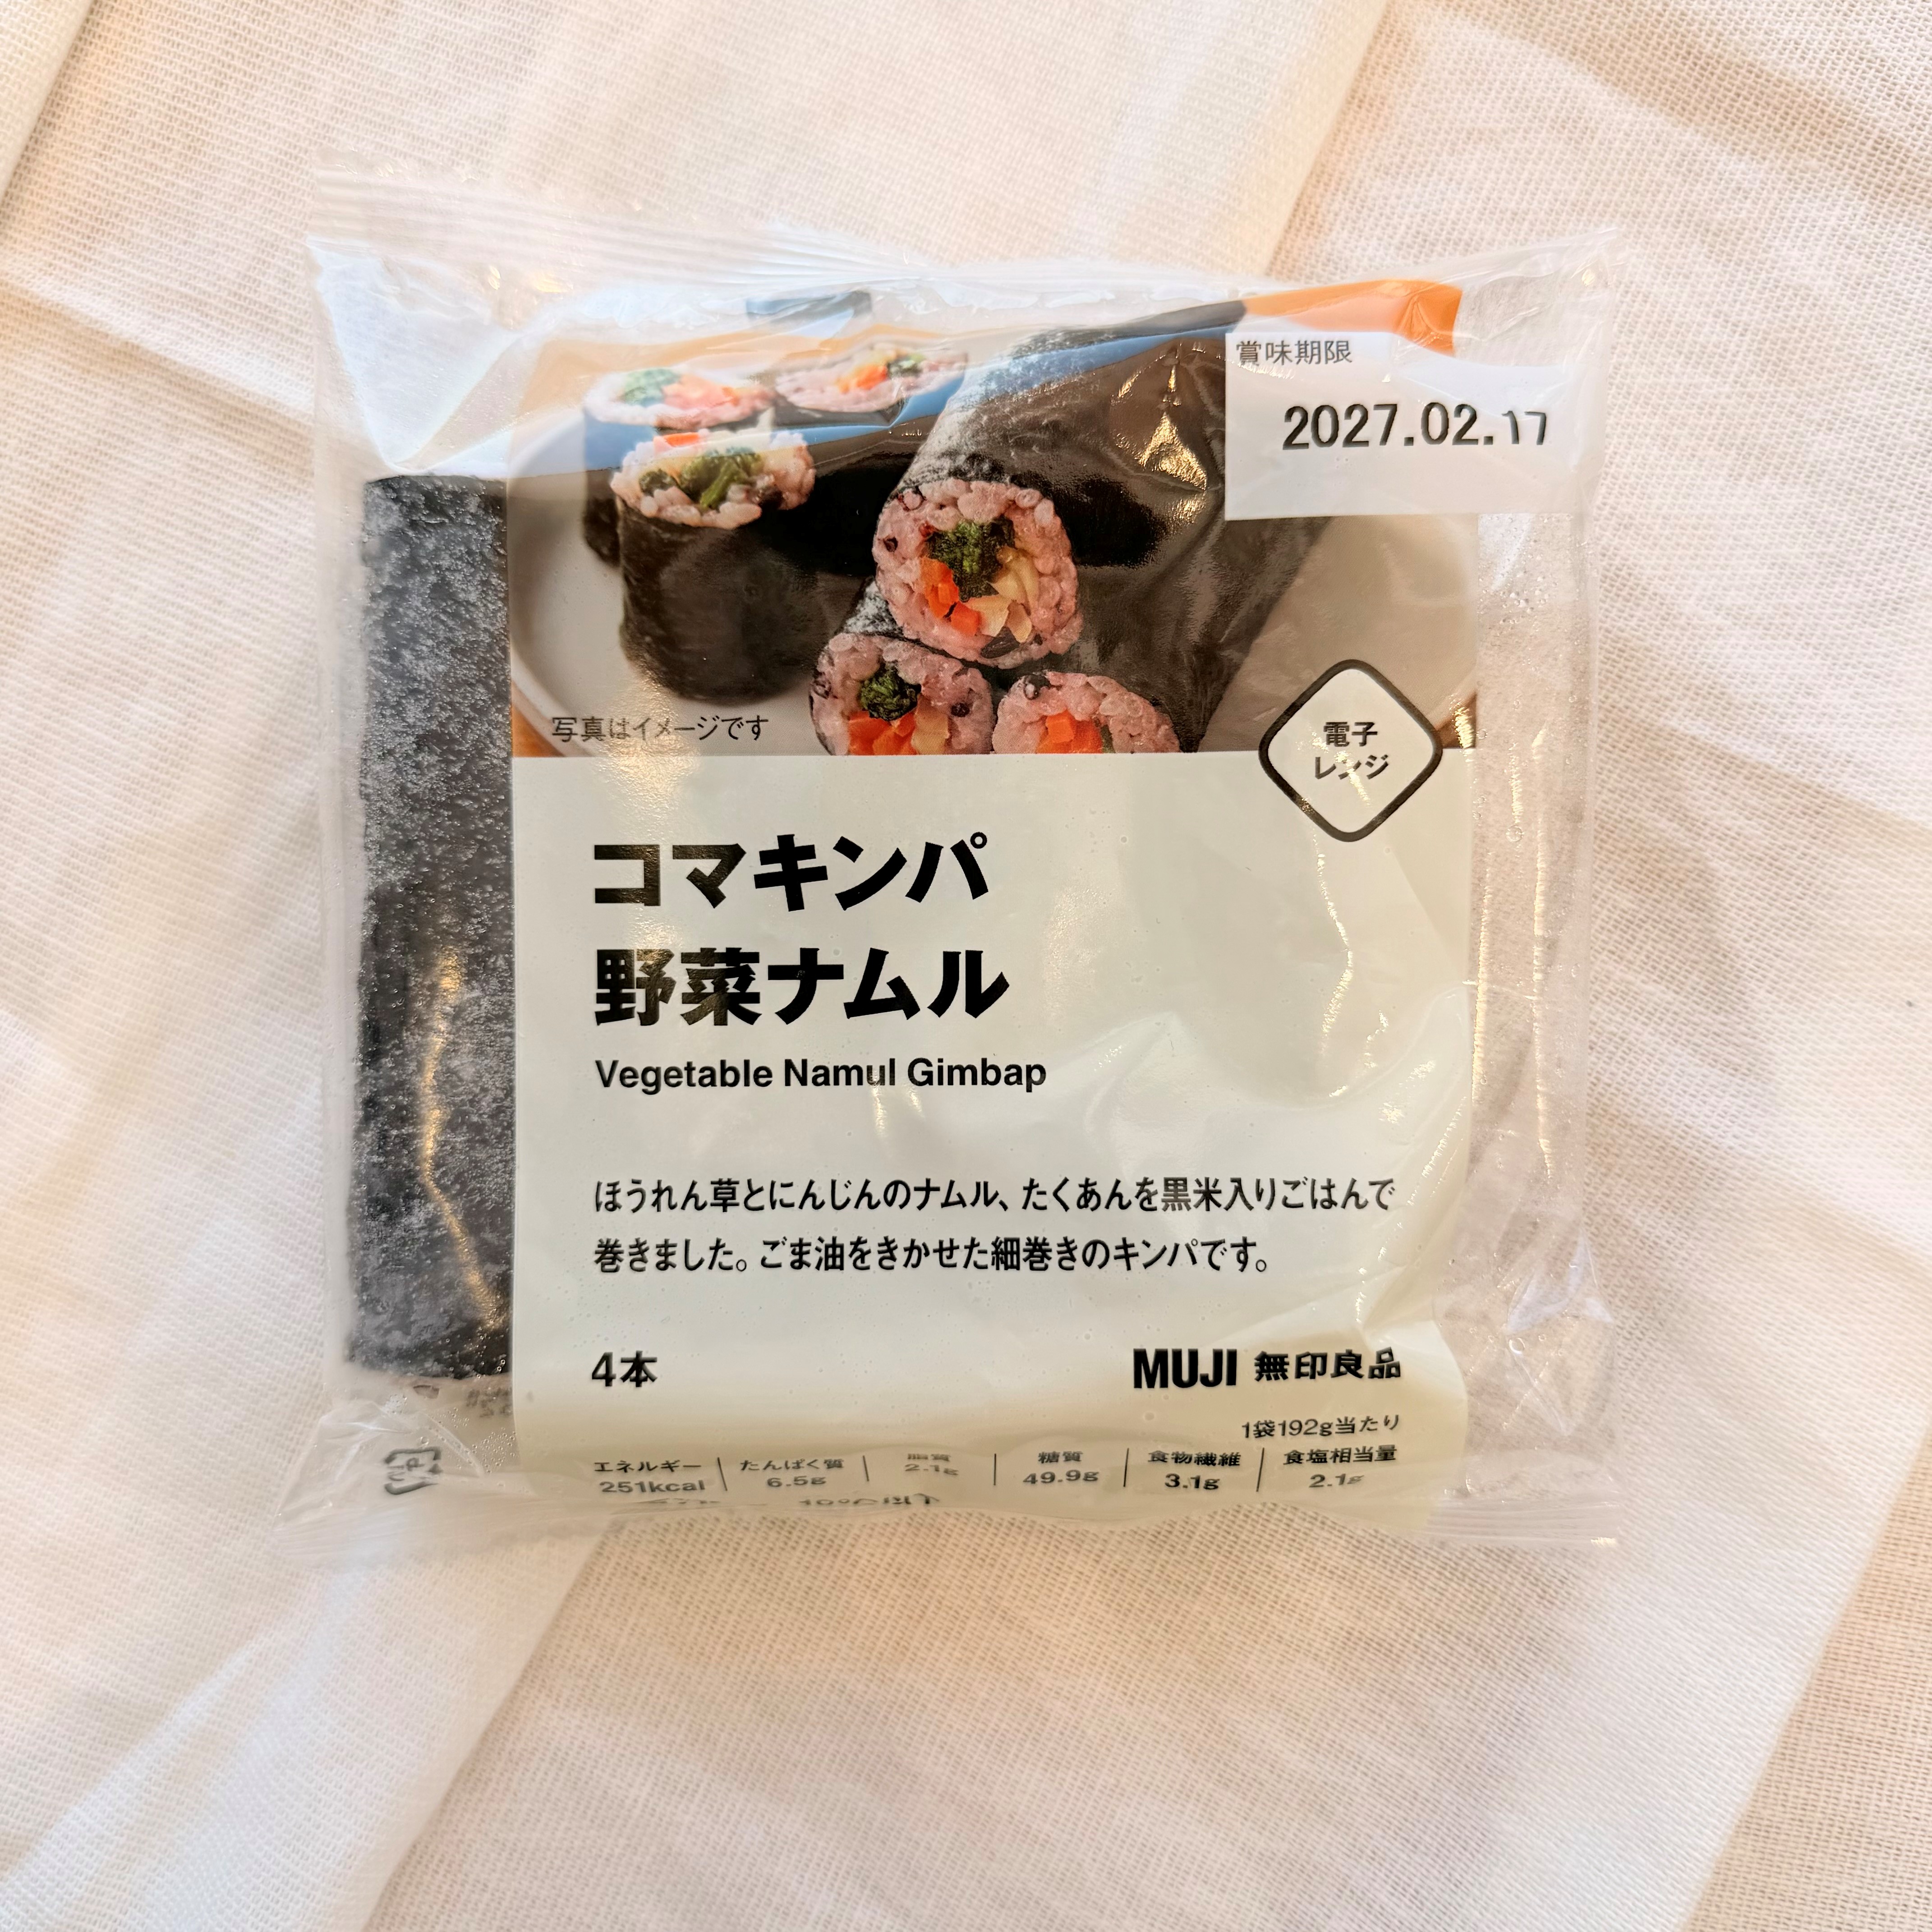 賞味期限
2027.02.17
写真はイメージです
電子
レンジ
コマキンパ
野菜ナムル
Vegetable Namul Gimbap
ほうれん草とにんじんのナムル、たくあんを黒米入りごはんで
巻きました。ごま油をきかせた細巻きのキンパです。
4本
MUJI 無印良品
1袋192g当たり
エネルギー たんぱく質 脂質 糖質 食物繊維 食塩相当量
251kcal 6.5g 2.1g 49.9g 3.1g 2.1g